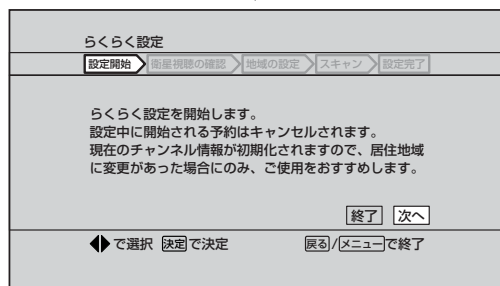 らくらく設定
設定開始 衛星視聴の確認 地域の設定 スキャン 設定完了
らくらく設定を開始します。
設定中に開始される予約はキャンセルされます。
現在のチャンネル情報が初期化されますので、居住地域
に変更があった場合にのみ、ご使用をおすすめします。
終了 次へ
で選択 決定で決定 戻る/メニューで終了